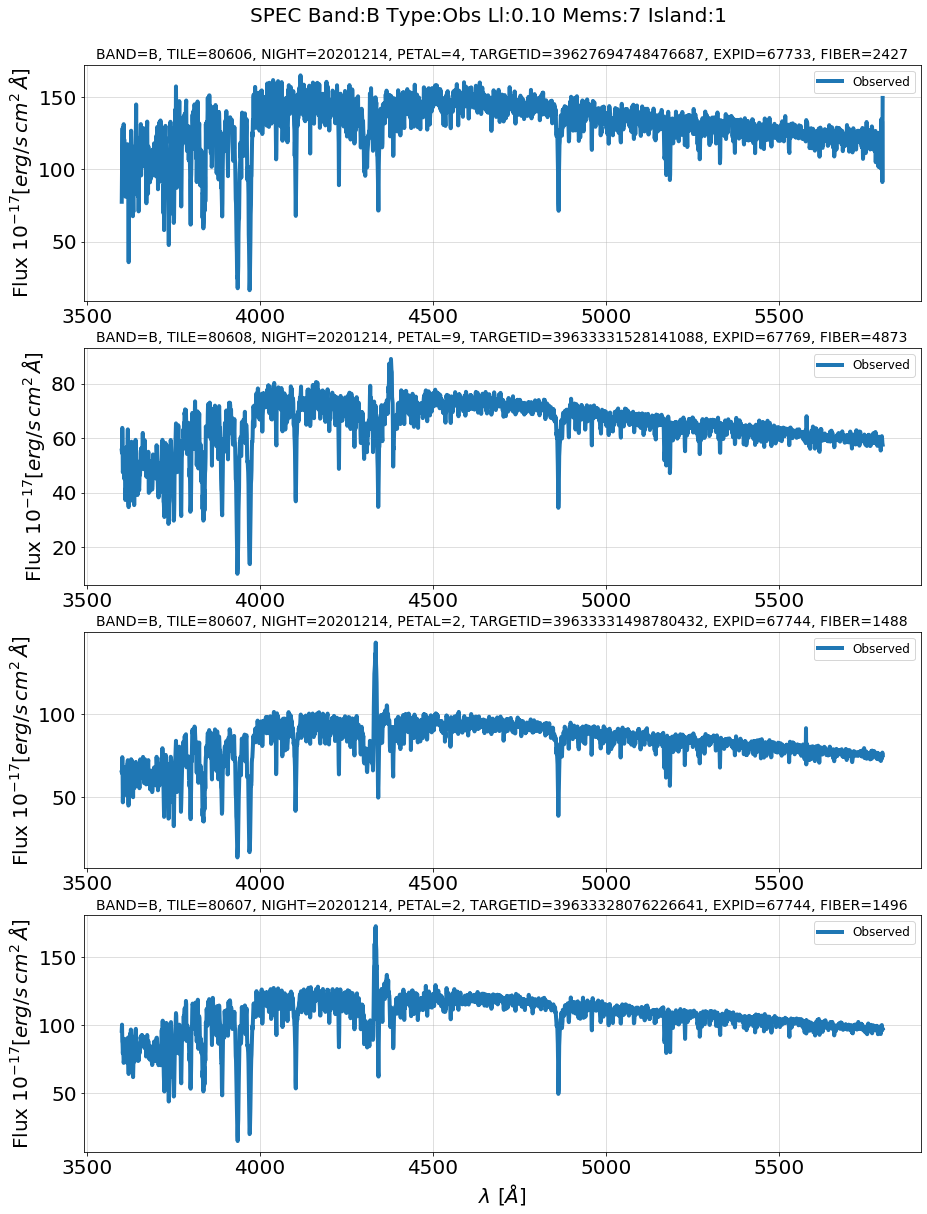 SPEC Band:B Type:Obs Ll:0.10 Mems:7 Island:1
BAND=B, TILE=80606, NIGHT=20201214, PETAL=4, TARGETID=39627694748476687, EXPID=67733, FIBER=2427
Observed
150
100
50
Flux 10^{-17}[erg/s cm^2 Å]
3500 4000 4500 5000 5500
BAND=B, TILE=80608, NIGHT=20201214, PETAL=9, TARGETID=39633331528141088, EXPID=67769, FIBER=4873
Observed
80
60
40
20
Flux 10^{-17}[erg/s cm^2 Å]
3500 4000 4500 5000 5500
BAND=B, TILE=80607, NIGHT=20201214, PETAL=2, TARGETID=39633331498780432, EXPID=67744, FIBER=1488
Observed
100
50
Flux 10^{-17}[erg/s cm^2 Å]
3500 4000 4500 5000 5500
BAND=B, TILE=80607, NIGHT=20201214, PETAL=2, TARGETID=39633328076226641, EXPID=67744, FIBER=1496
Observed
150
100
50
Flux 10^{-17}[erg/s cm^2 Å]
3500 4000 4500 5000 5500
λ [Å]